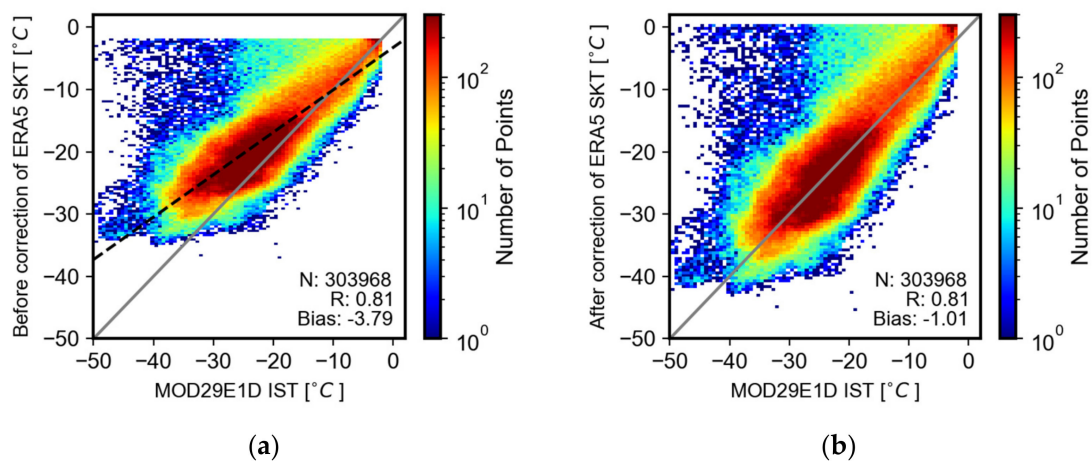 Before correction of ERA5 SKT [°C ]
0
−10
−20
−30
−40
−50
−50 −40 −30 −20 −10 0
MOD29E1D IST [°C ]
N: 303968
R: 0.81
Bias: -3.79
10²
10¹
10⁰
Number of Points
(a)
After correction of ERA5 SKT [°C ]
0
−10
−20
−30
−40
−50
−50 −40 −30 −20 −10 0
MOD29E1D IST [°C ]
N: 303968
R: 0.81
Bias: -1.01
10²
10¹
10⁰
Number of Points
(b)